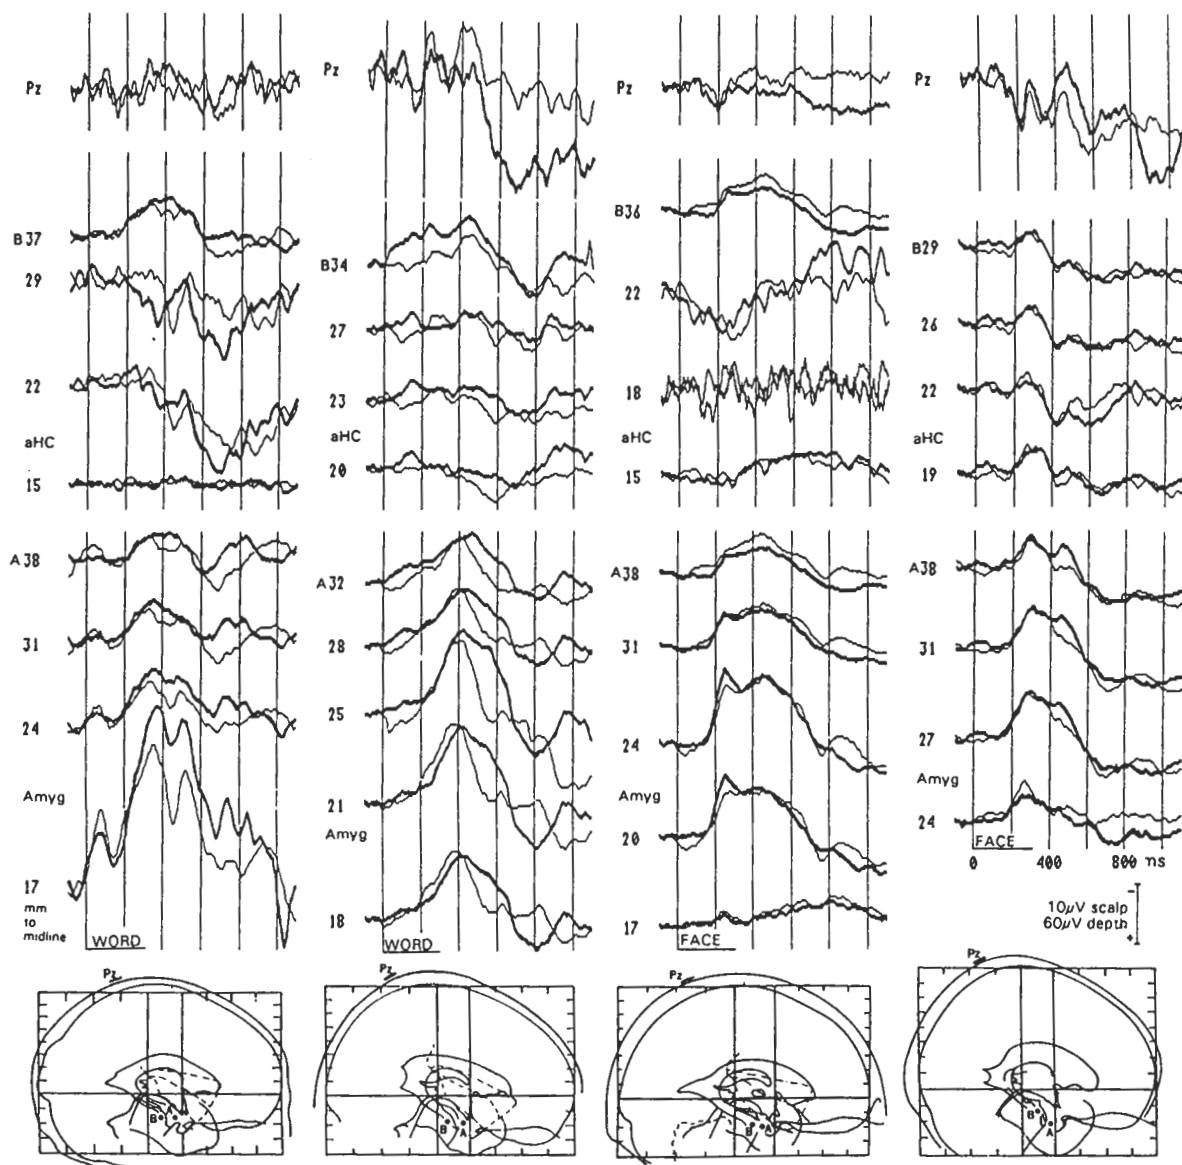 Pz
B37
29
22
aHC
15
A38
31
24
Amyg
17
mm
to
midline
WORD
Pz
B34
27
23
aHC
20
A32
28
25
21
Amyg
18
WORD
Pz
B36
22
18
aHC
15
A38
31
24
Amyg
20
17
FACE
Pz
B29
26
22
aHC
19
A38
31
27
Amyg
24
FACE
0 400 800 ms
-
10µV scalp
60µV depth
+
Pz
B A
Pz
B A
Pz
B A
Pz
B A